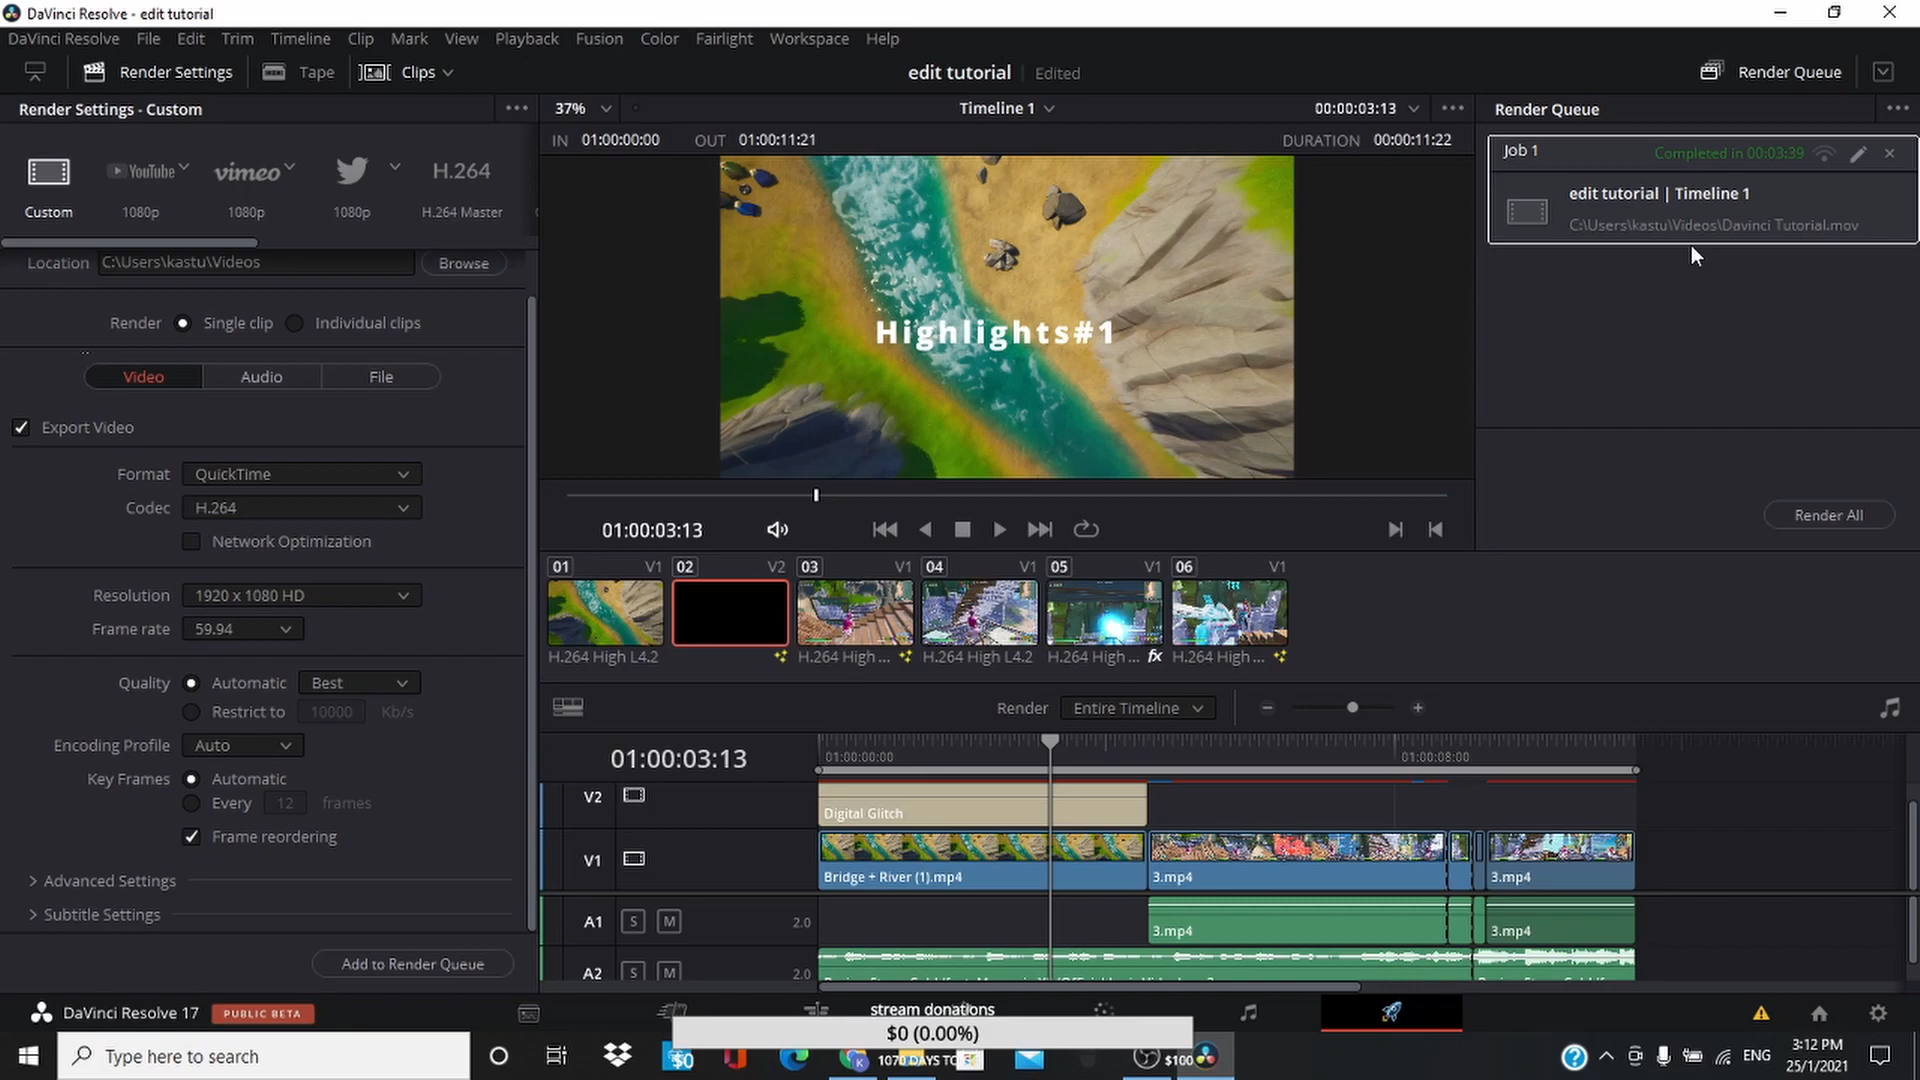 DaVinci Resolve - edit tutorial
DaVinci Resolve File Edit Trim Timeline Clip Mark View Playback Fusion Color Fairlight Workspace Help
Render Settings Tape Clips edit tutorial Edited Render Queue
Render Settings - Custom
37% Timeline 1 00:00:03:13
Render Queue
IN 01:00:00:00 OUT 01:00:11:21 DURATION 00:00:11:22
Job 1 Completed in 00:03:39
edit tutorial | Timeline 1
C:\Users\kastu\Videos\Davinci Tutorial.mov
YouTube vimeo H.264
Custom 1080p 1080p 1080p H.264 Master
Location C:\Users\kastu\Videos Browse
Render Single clip Individual clips
Video Audio File
Highlights#1
Export Video
Format QuickTime
Codec H.264
Network Optimization
Resolution 1920 x 1080 HD
Frame rate 59.94
Quality Automatic Best
Restrict to 10000 Kb/s
Encoding Profile Auto
Key Frames Automatic
Every 12 frames
Frame reordering
Advanced Settings
Subtitle Settings
Add to Render Queue
Render All
01:00:03:13
01 V1 02 V2 03 V1 04 V1 05 V1 06 V1
H.264 High L4.2 H.264 High ... H.264 High L4.2 H.264 High ... fx H.264 High ...
Render Entire Timeline
01:00:03:13 01:00:00:00 01:00:08:00
V2 Digital Glitch
V1 Bridge + River (1).mp4 3.mp4 3.mp4
A1 S M 2.0 3.mp4 3.mp4
A2 S M 2.0
DaVinci Resolve 17 PUBLIC BETA
stream donations
$0 (0.00%)
Type here to search
$0 1070 DAYS TO $100
ENG 3:12 PM
25/1/2021